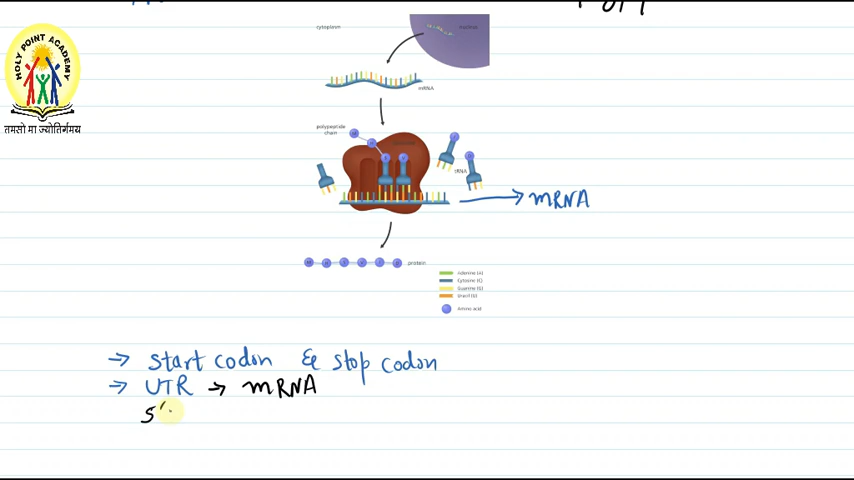 HOLY POINT ACADEMY
तमसो मा ज्योतिर्गमय
cytoplasm
nucleus
mRNA
polypeptide
chain
tRNA
→ mRNA
protein
Adenine (A)
Cytosine (C)
Guanine (G)
Uracil (U)
Amino acid
→ start codon & stop codon
→ UTR → mRNA
5'